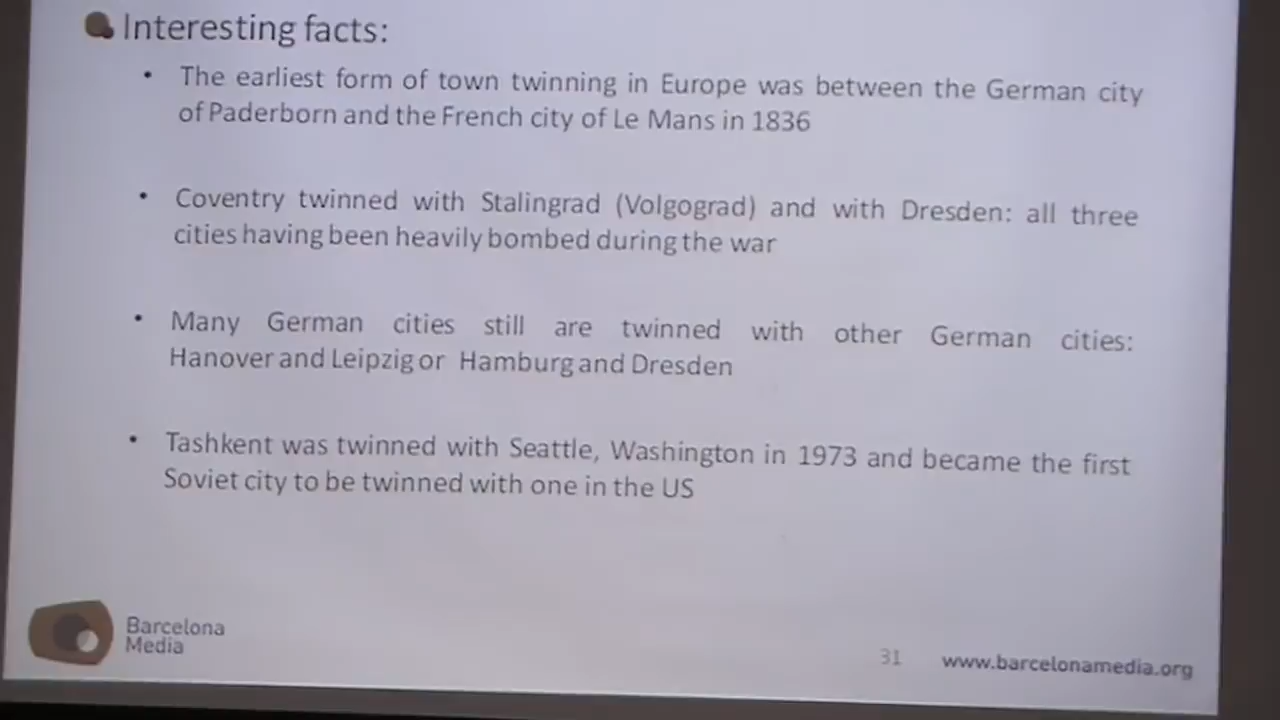 Interesting facts:
• The earliest form of town twinning in Europe was between the German city
of Paderborn and the French city of Le Mans in 1836
• Coventry twinned with Stalingrad (Volgograd) and with Dresden: all three
cities having been heavily bombed during the war
• Many German cities still are twinned with other German cities:
Hanover and Leipzig or Hamburg and Dresden
• Tashkent was twinned with Seattle, Washington in 1973 and became the first
Soviet city to be twinned with one in the US
Barcelona
Media
31
www.barcelonamedia.org